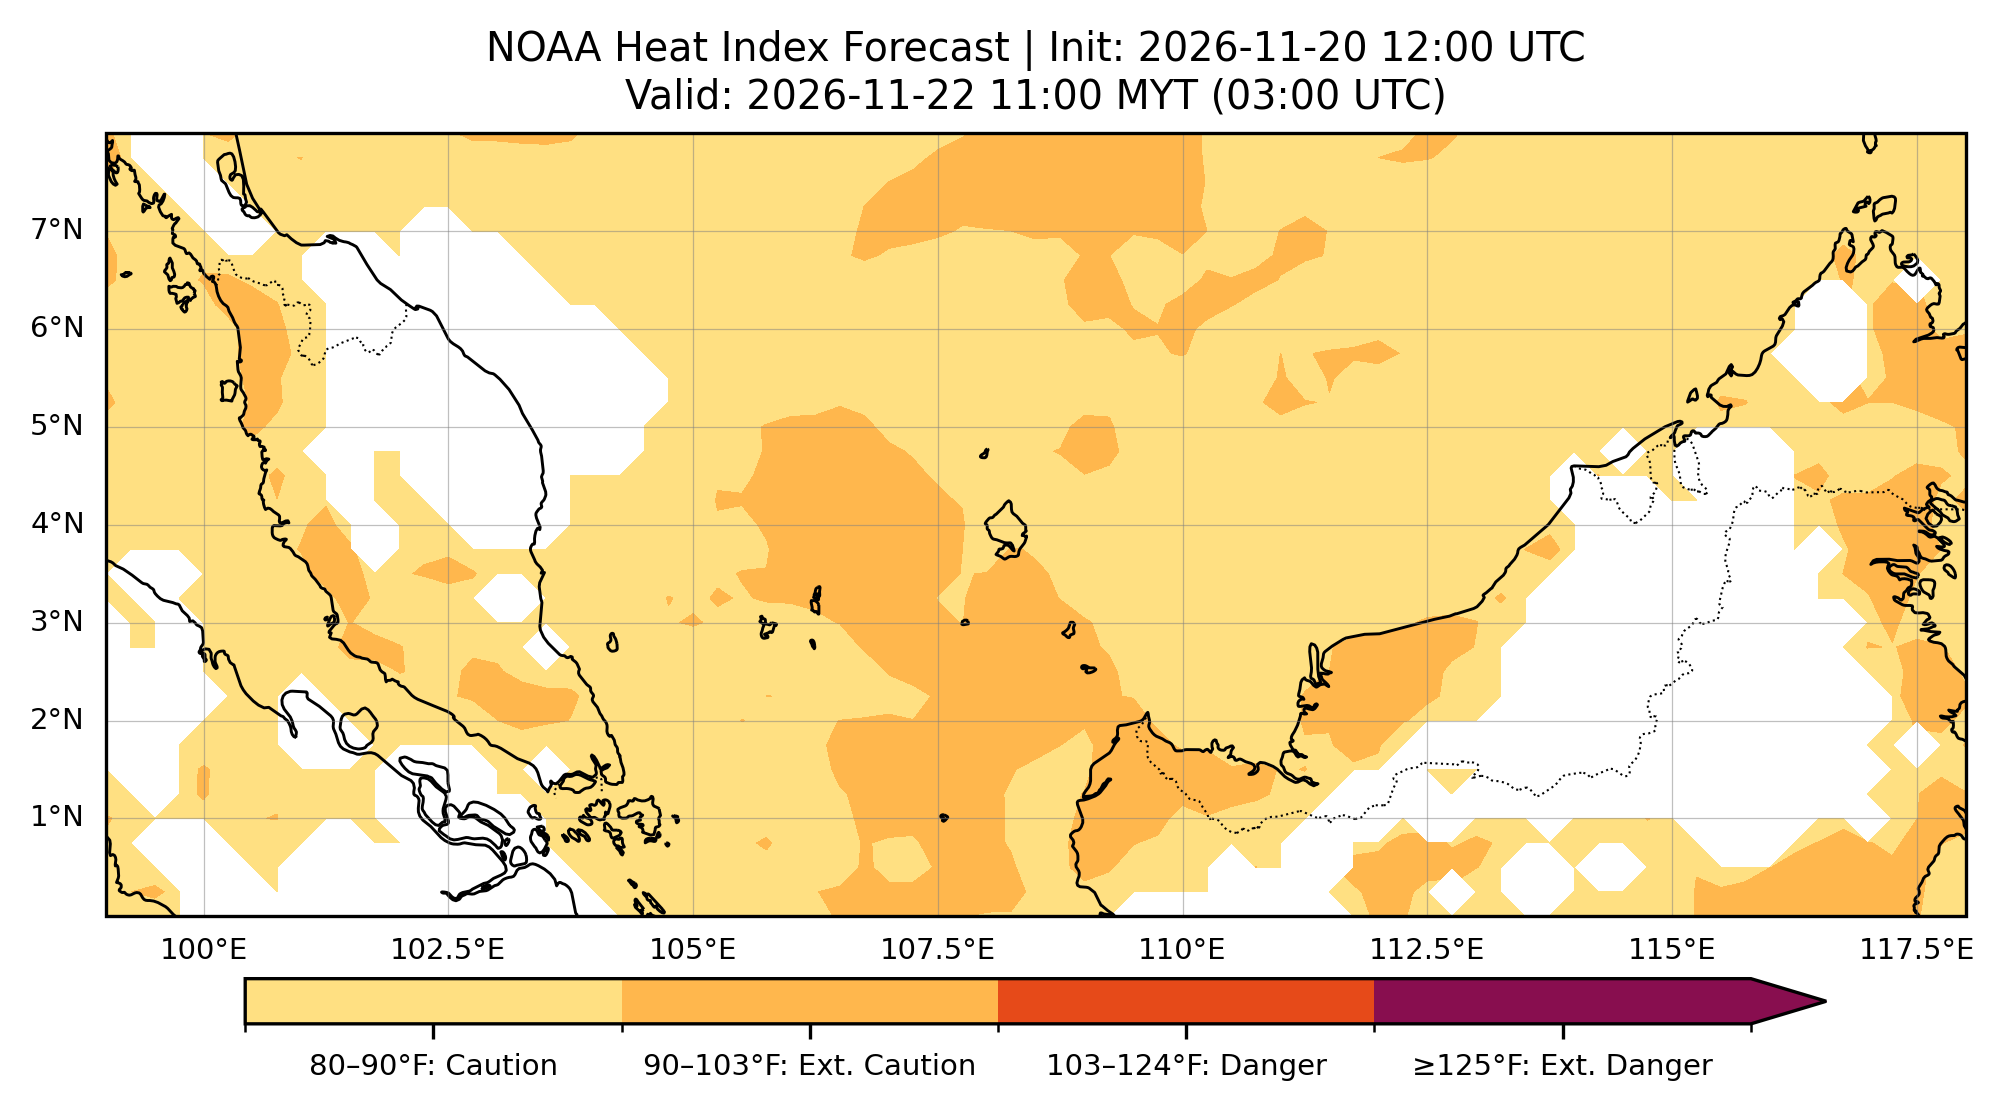 NOAA Heat Index Forecast | Init: 2026-11-20 12:00 UTC
Valid: 2026-11-22 11:00 MYT (03:00 UTC)
7°N
6°N
5°N
4°N
3°N
2°N
1°N
100°E 102.5°E 105°E 107.5°E 110°E 112.5°E 115°E 117.5°E
80–90°F: Caution 90–103°F: Ext. Caution 103–124°F: Danger ≥125°F: Ext. Danger